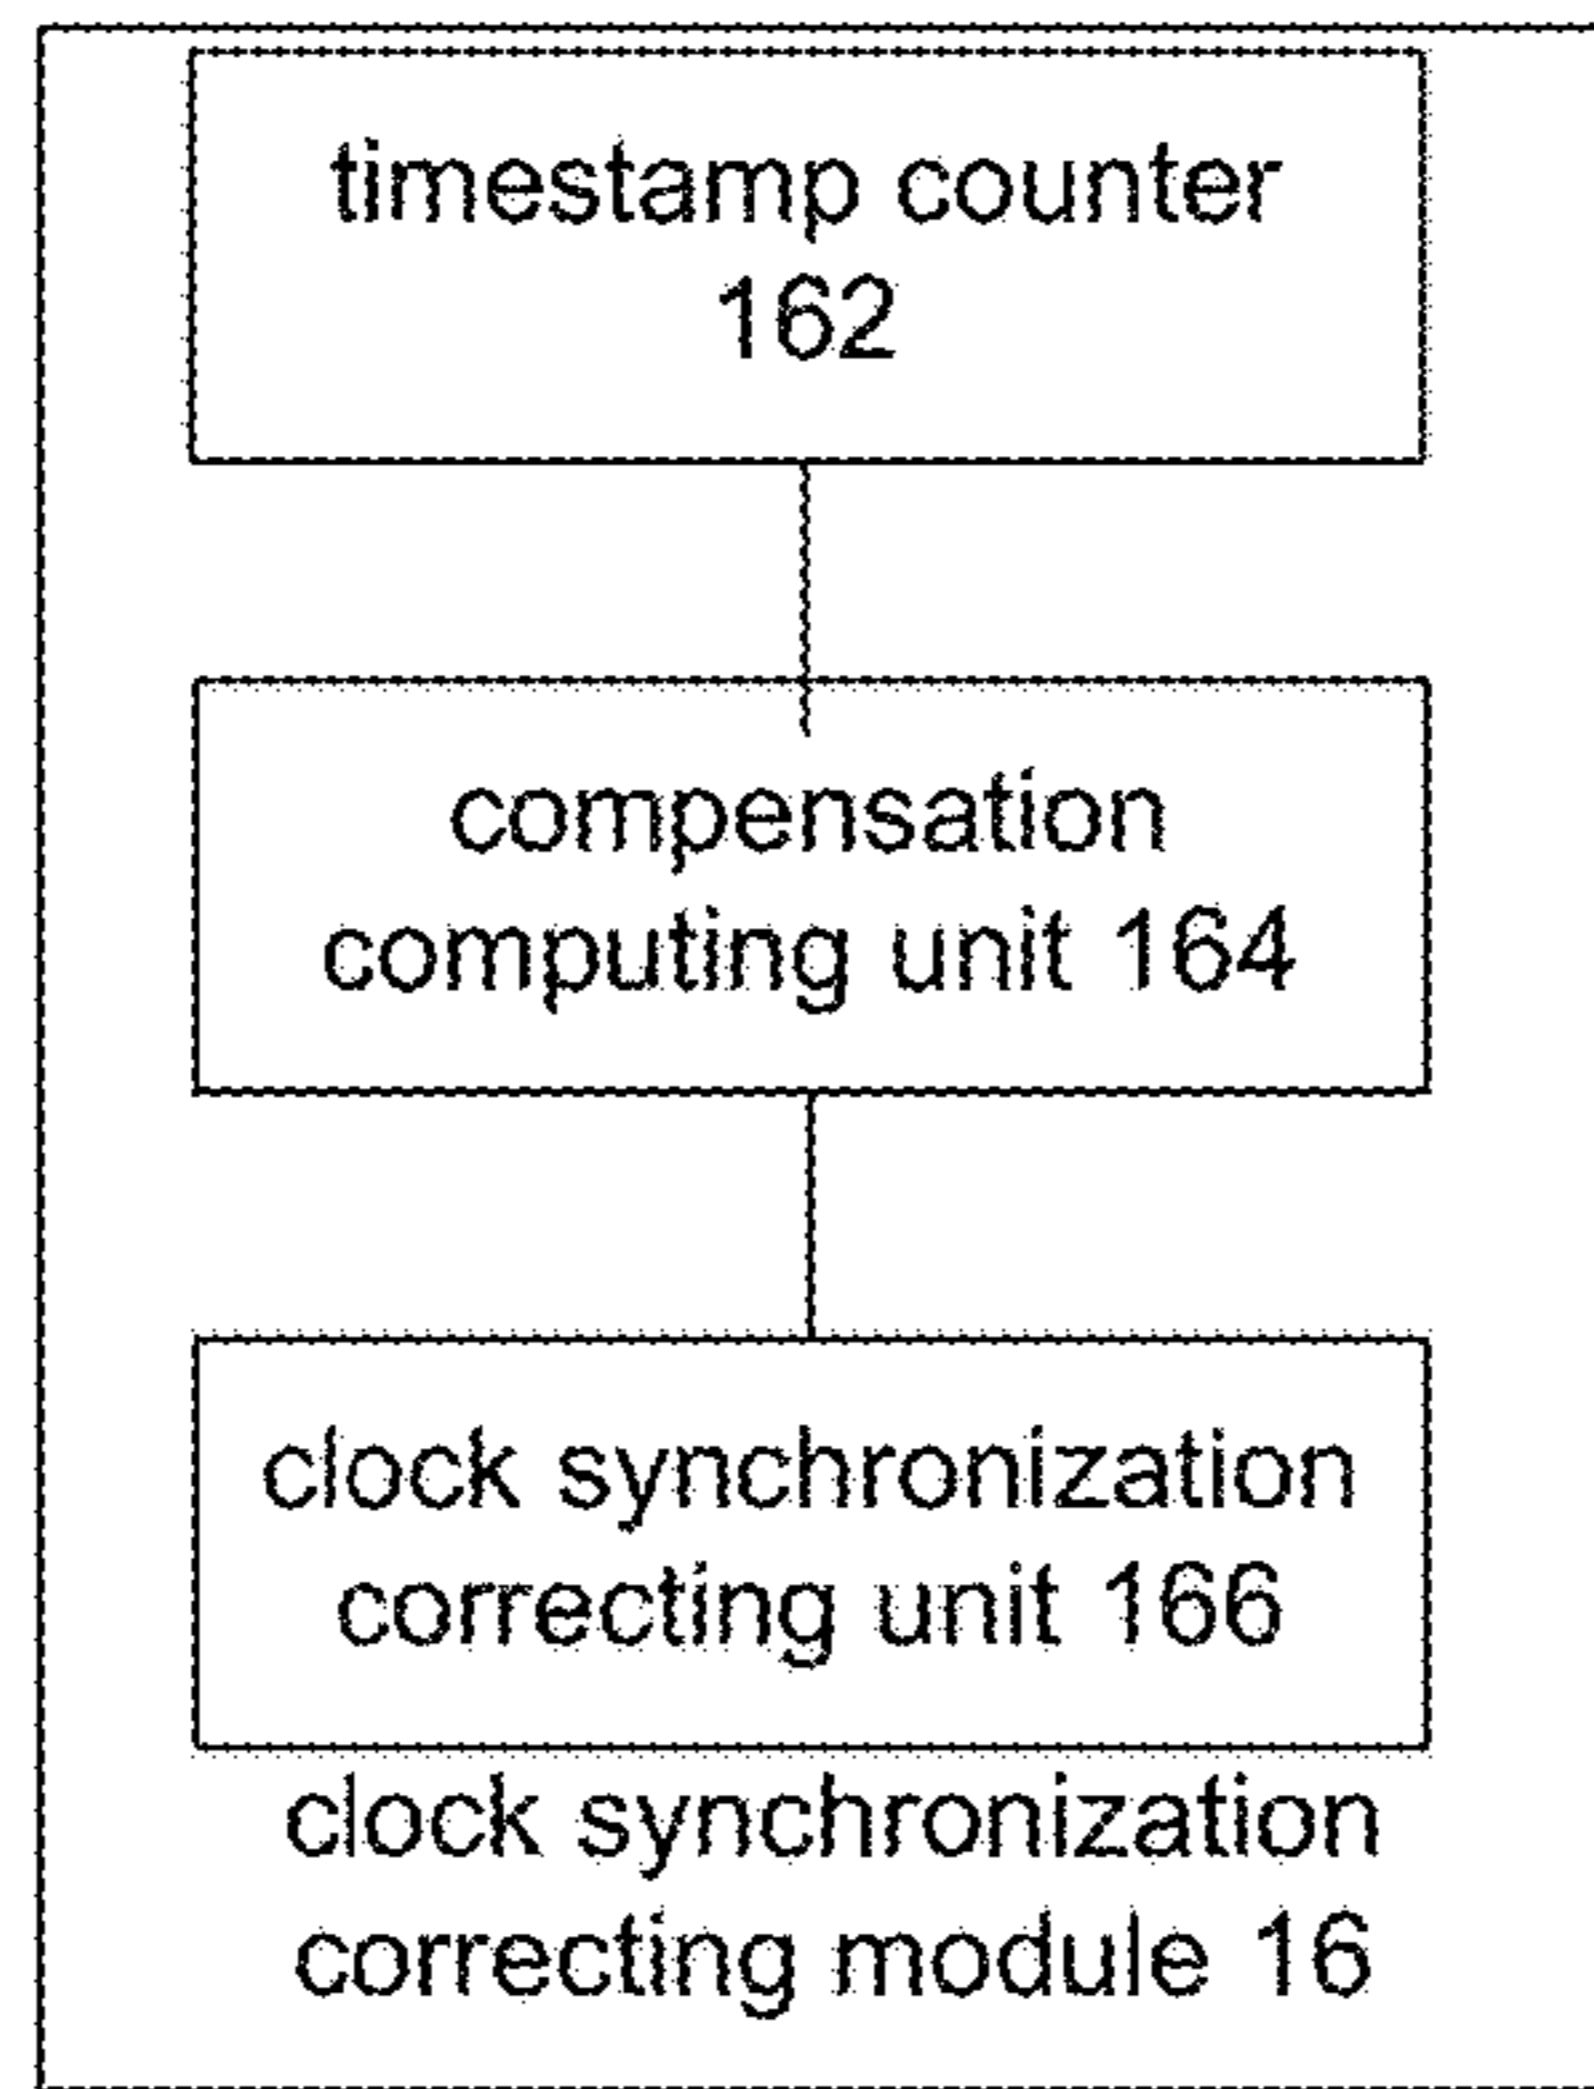 timestamp counter
162
compensation
computing unit 164
clock synchronization
correcting unit 166
clock synchronization
correcting module 16